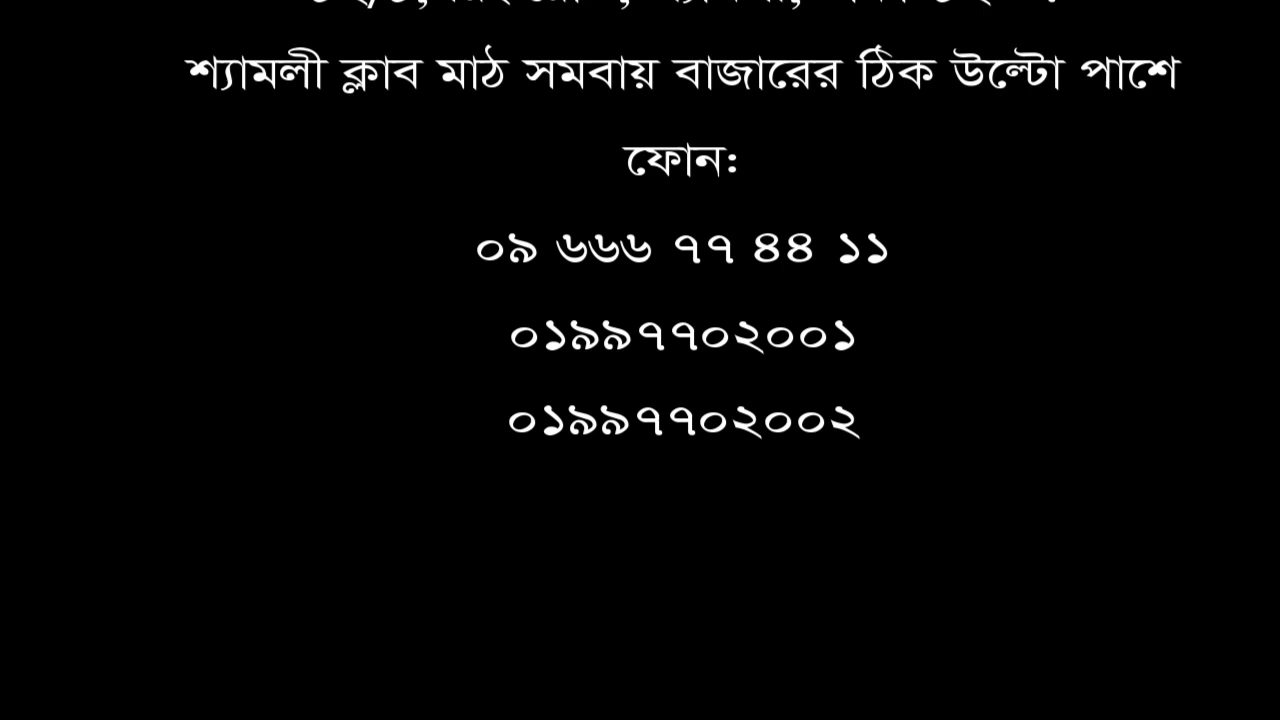 শ্যামলী ক্লাব মাঠ সমবায় বাজারের ঠিক উল্টো পাশে
ফোনঃ
০৯ ৬৬৬ ৭৭ ৪৪ ১১
০১৯৯৭৭০২০০১
০১৯৯৭৭০২০০২